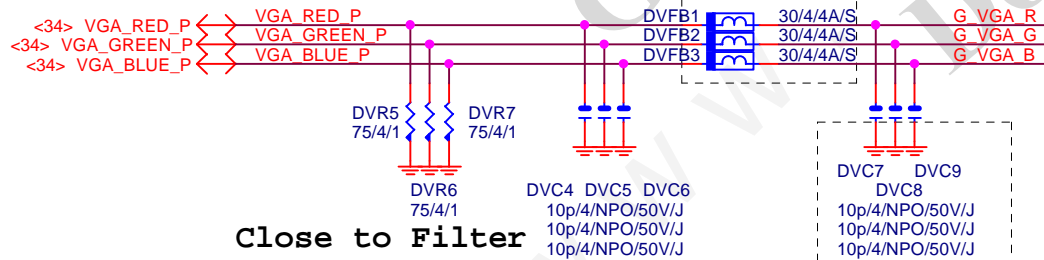 <34> VGA_RED_P VGA_RED_P DVFB1 30/4/4A/S G_VGA_R
<34> VGA_GREEN_P VGA_GREEN_P DVFB2 30/4/4A/S G_VGA_G
<34> VGA_BLUE_P VGA_BLUE_P DVFB3 30/4/4A/S G_VGA_B
DVR5 DVR7
75/4/1 75/4/1
DVC7 DVC9
DVR6 DVC4 DVC5 DVC6 DVC8
75/4/1 10p/4/NPO/50V/J 10p/4/NPO/50V/J
10p/4/NPO/50V/J 10p/4/NPO/50V/J
Close to Filter 10p/4/NPO/50V/J 10p/4/NPO/50V/J